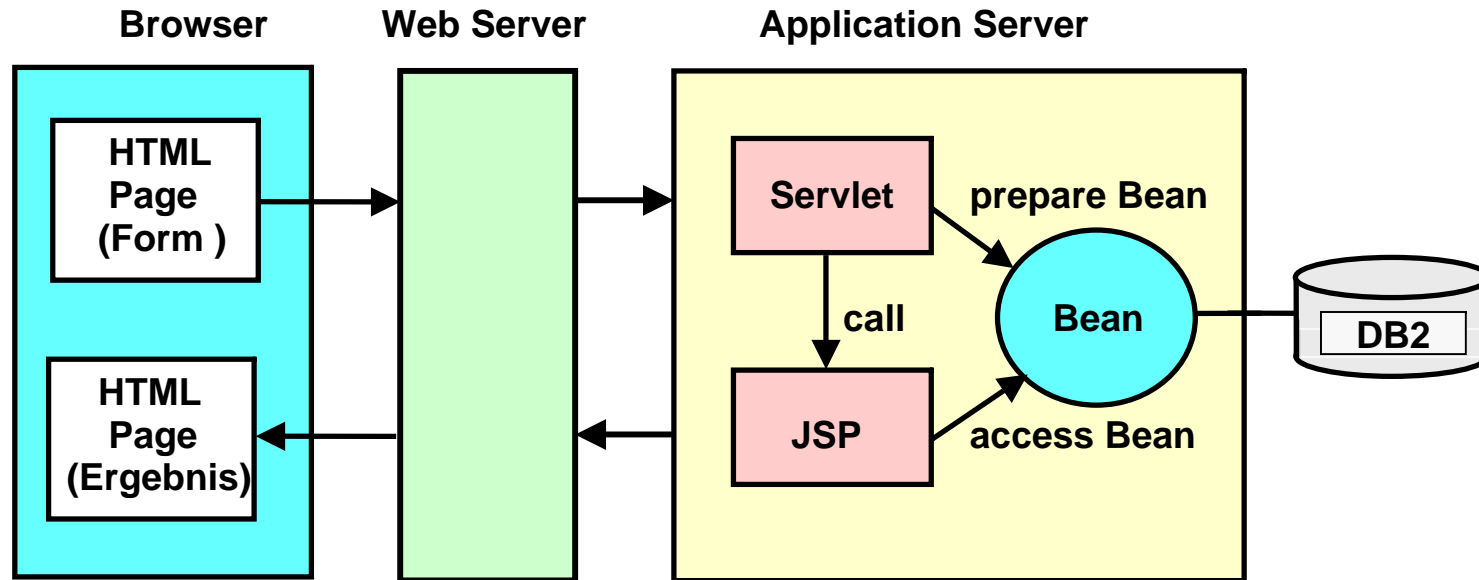 Browser
Web Server
Application Server
HTML
Page
(Form )
Servlet
prepare Bean
call
Bean
DB2
HTML
Page
(Ergebnis)
JSP
access Bean